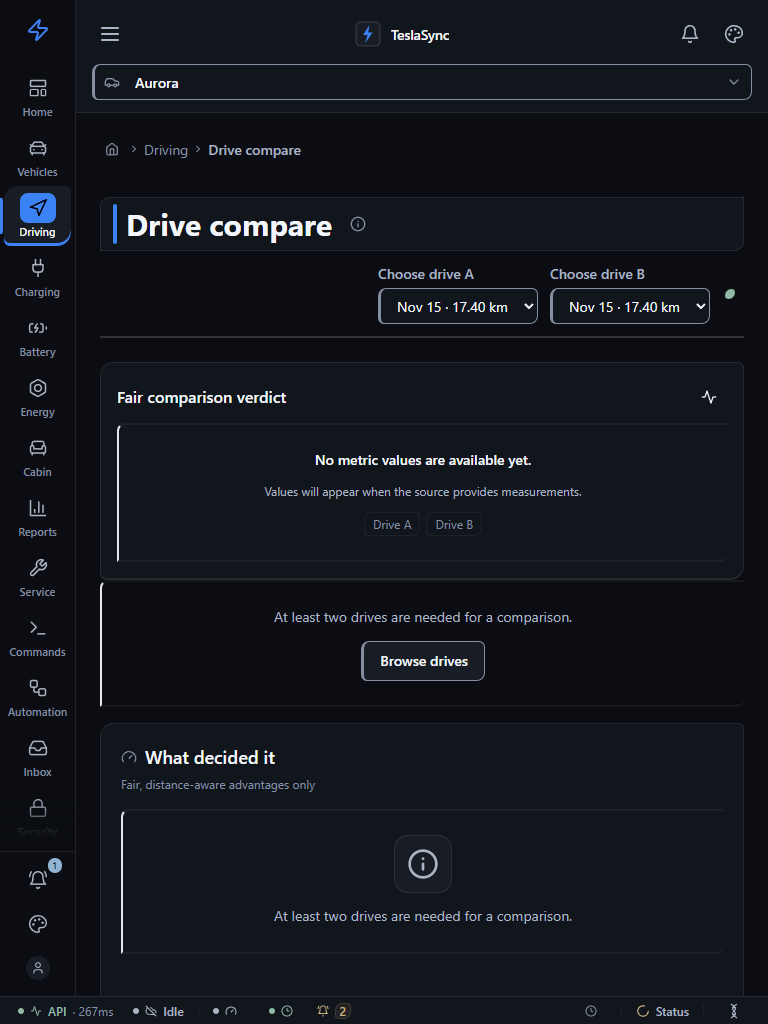 TeslaSync
Aurora
Home
Vehicles
Driving
Charging
Battery
Energy
Cabin
Reports
Service
Commands
Automation
Inbox
Security
1
Driving
Drive compare
Drive compare
Choose drive A
Choose drive B
Nov 15 · 17.40 km
Nov 15 · 17.40 km
Fair comparison verdict
No metric values are available yet.
Values will appear when the source provides measurements.
Drive A
Drive B
At least two drives are needed for a comparison.
Browse drives
What decided it
Fair, distance-aware advantages only
At least two drives are needed for a comparison.
API · 267ms
Idle
2
Status